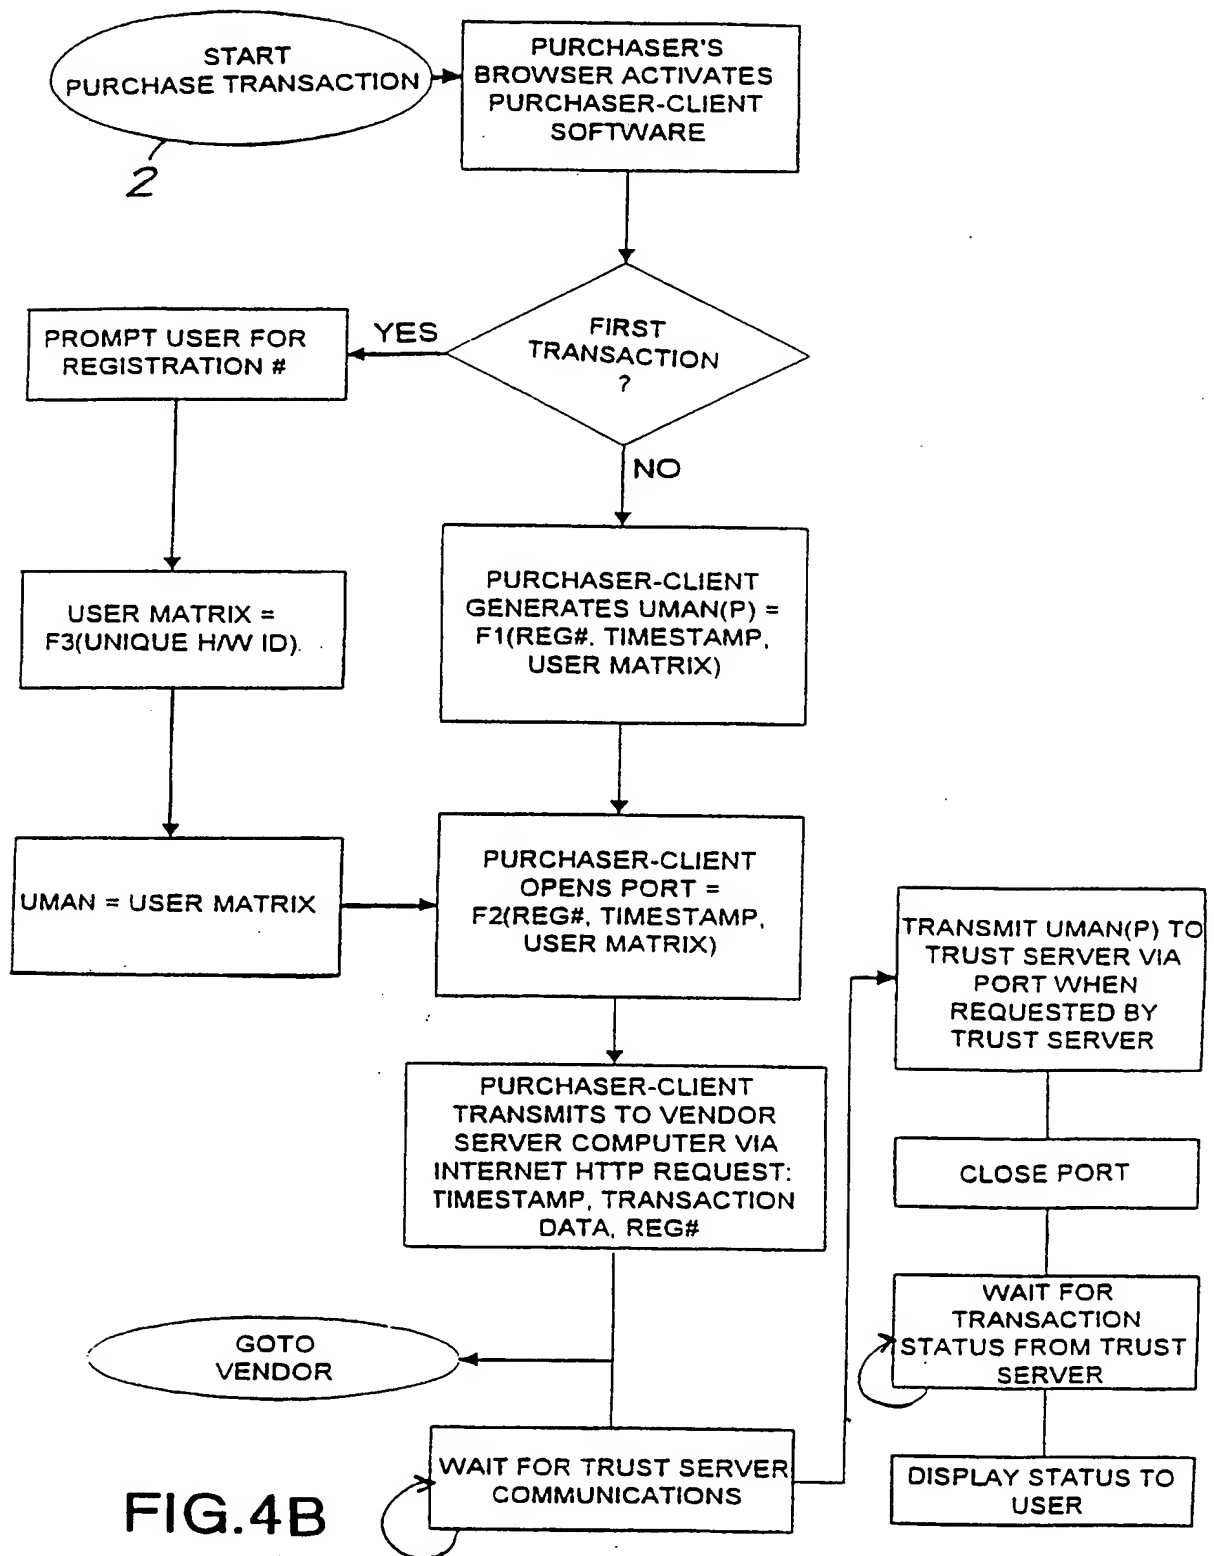 START
PURCHASE TRANSACTION
2
PURCHASER'S
BROWSER ACTIVATES
PURCHASER-CLIENT
SOFTWARE
FIRST
TRANSACTION
?
YES
NO
PROMPT USER FOR
REGISTRATION #
USER MATRIX =
F3(UNIQUE H/W ID).
UMAN = USER MATRIX
PURCHASER-CLIENT
GENERATES UMAN(P) =
F1(REG#, TIMESTAMP,
USER MATRIX)
PURCHASER-CLIENT
OPENS PORT =
F2(REG#, TIMESTAMP,
USER MATRIX)
PURCHASER-CLIENT
TRANSMITS TO VENDOR
SERVER COMPUTER VIA
INTERNET HTTP REQUEST:
TIMESTAMP, TRANSACTION
DATA, REG#
GOTO
VENDOR
WAIT FOR TRUST SERVER
COMMUNICATIONS
TRANSMIT UMAN(P) TO
TRUST SERVER VIA
PORT WHEN
REQUESTED BY
TRUST SERVER
CLOSE PORT
WAIT FOR
TRANSACTION
STATUS FROM TRUST
SERVER
DISPLAY STATUS TO
USER
FIG.4B